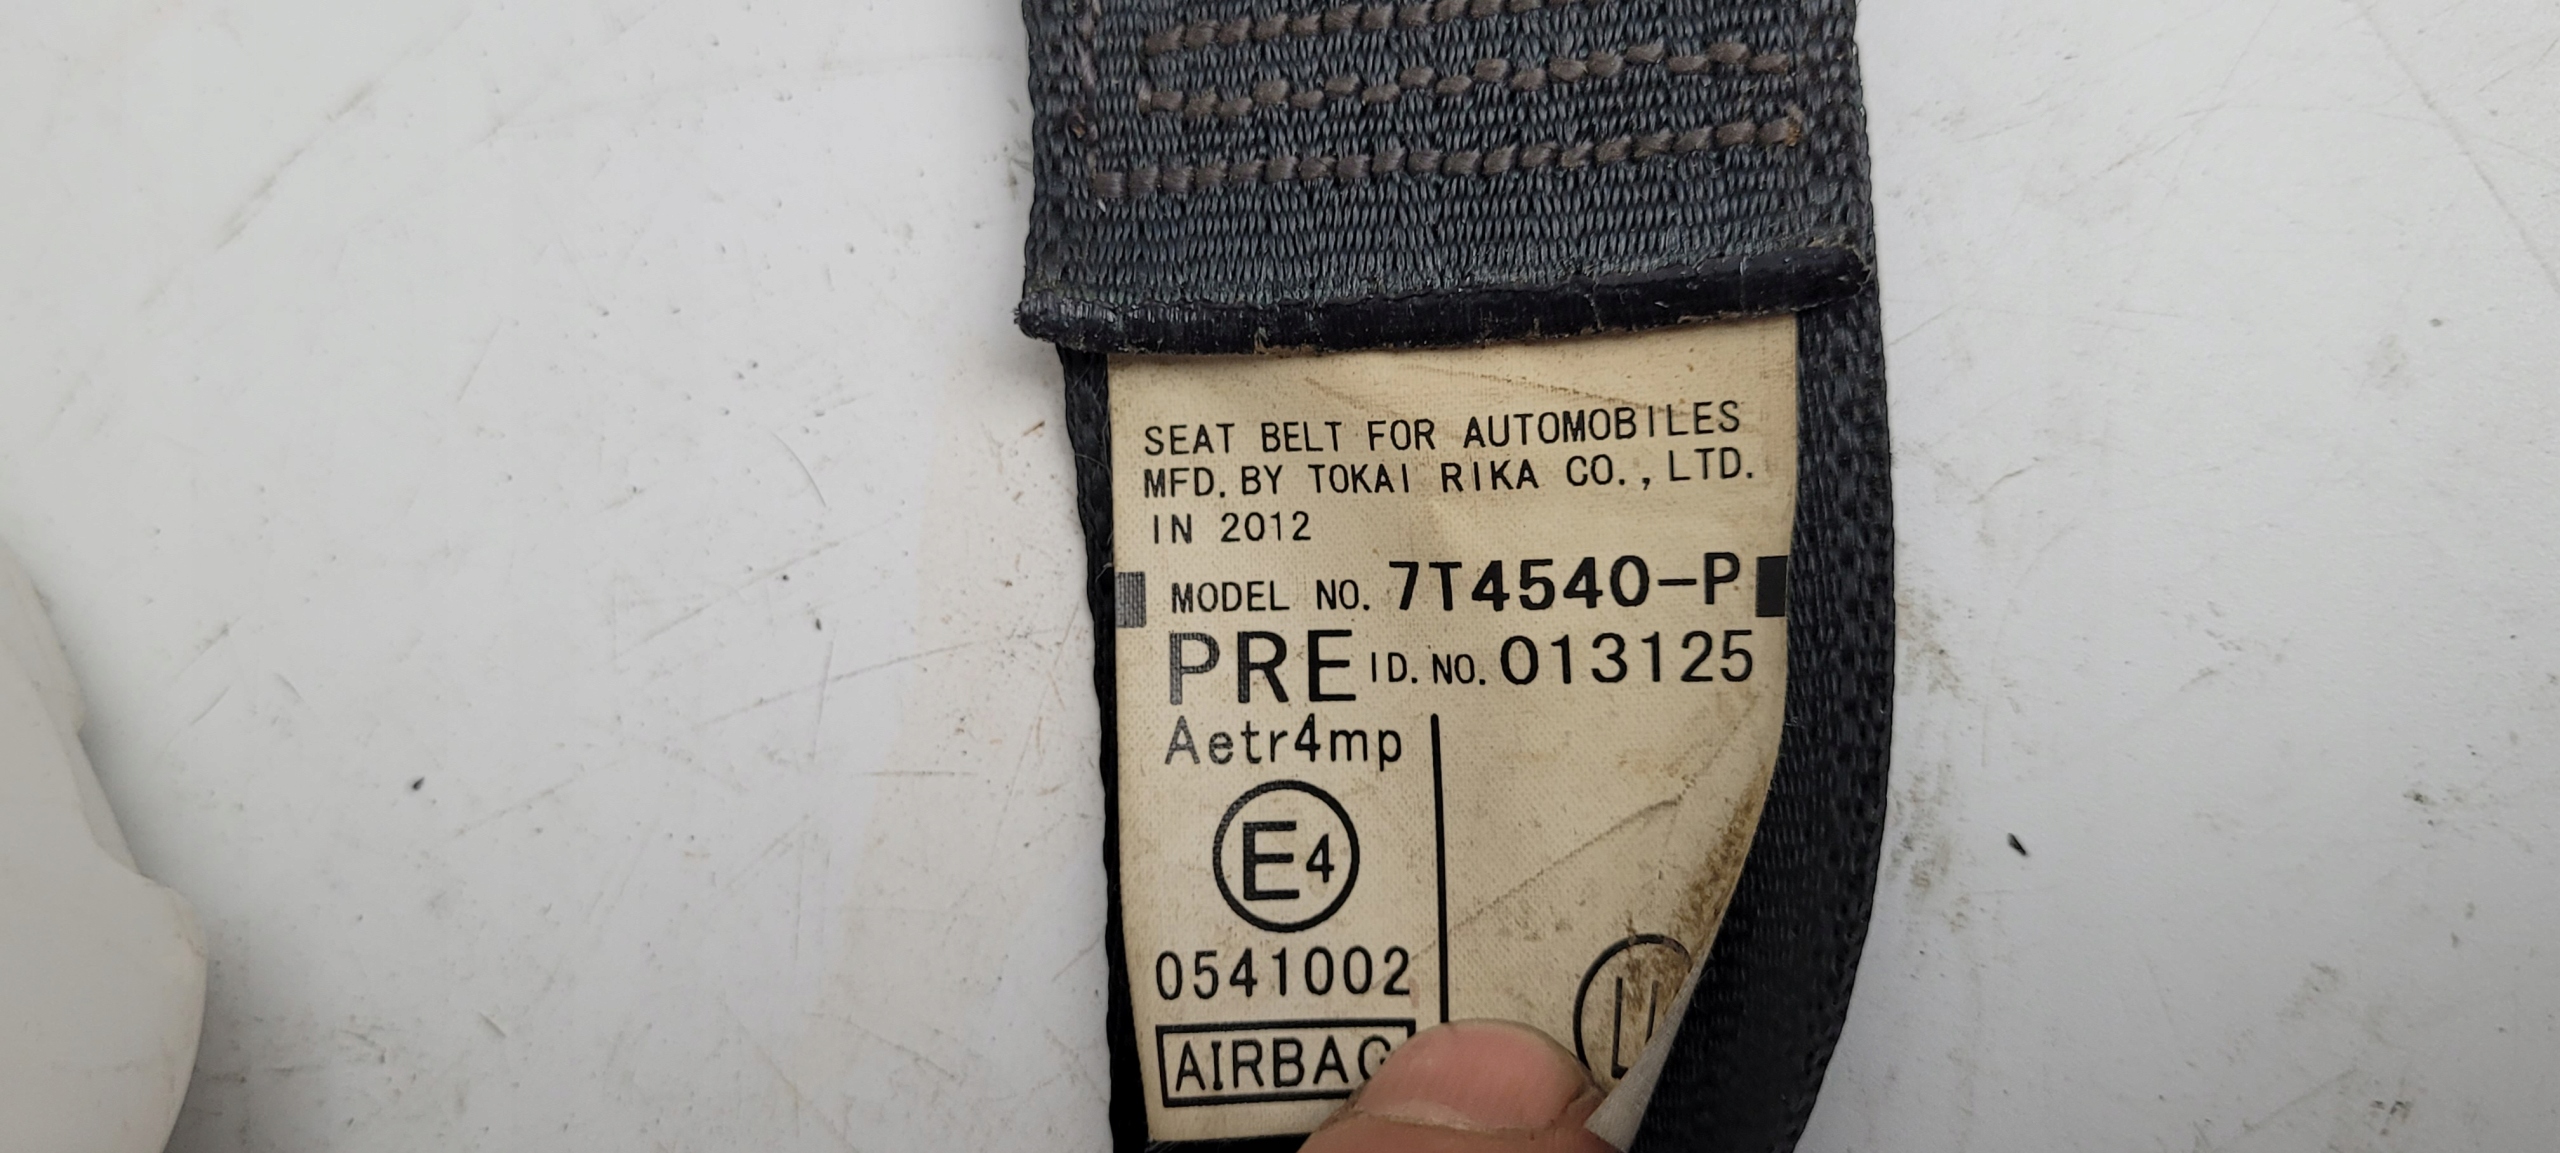 SEAT BELT FOR AUTOMOBILES
MFD. BY TOKAI RIKA CO., LTD.
IN 2012
MODEL NO. 7T4540-P
PRE ID. NO. 013125
Aetr4mp
E4
0541002
AIRBAG